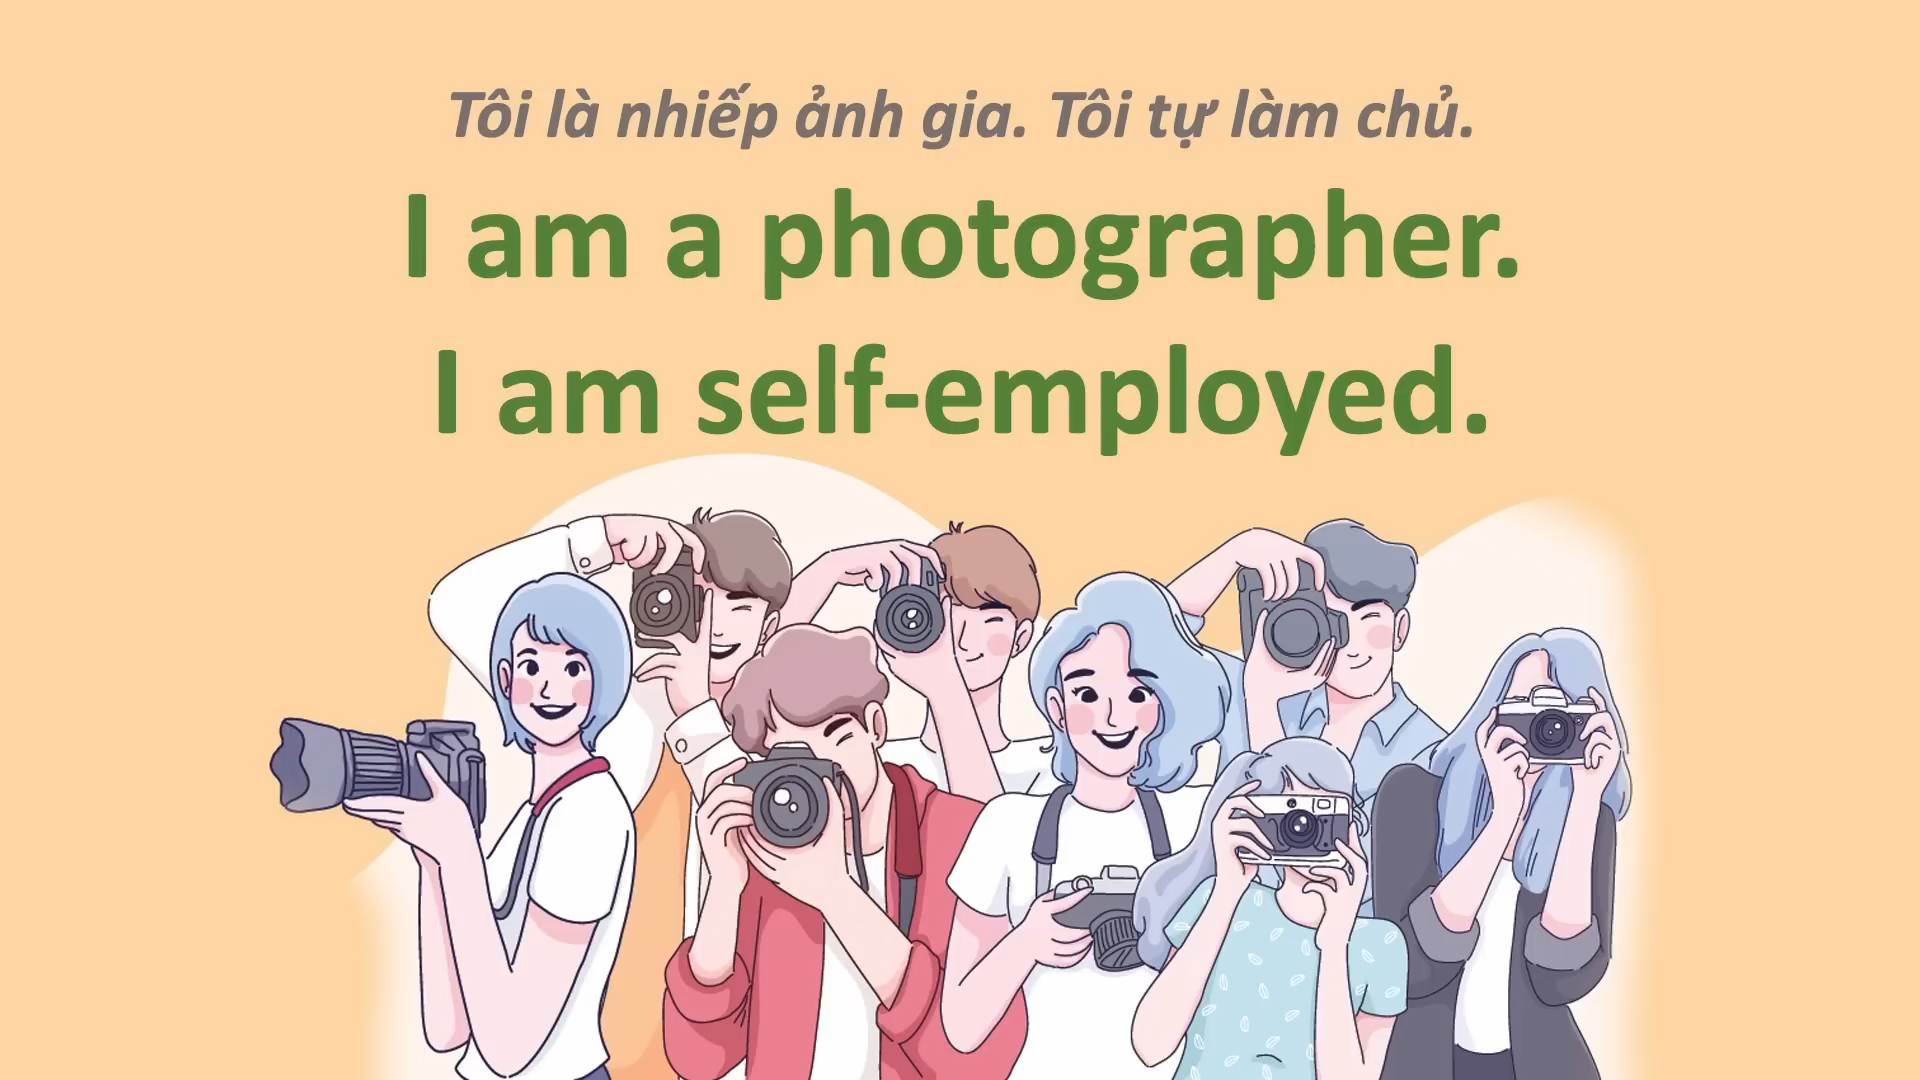 Tôi là nhiếp ảnh gia. Tôi tự làm chủ.
I am a photographer.
I am self-employed.